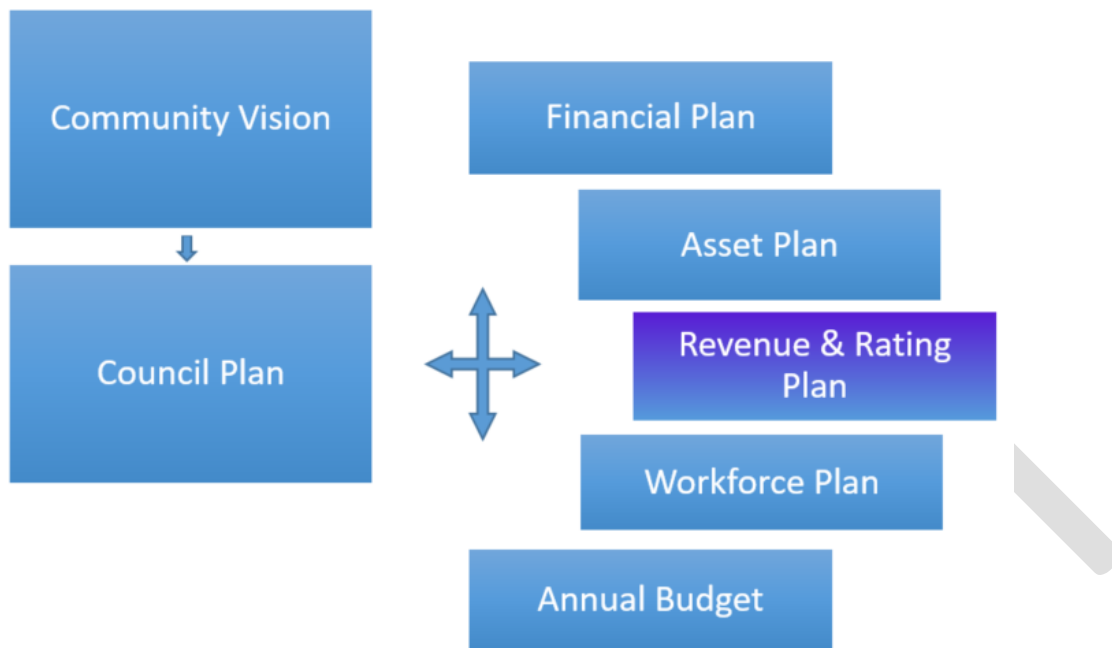 Community Vision
Council Plan
Financial Plan
Asset Plan
Revenue & Rating
Plan
Workforce Plan
Annual Budget